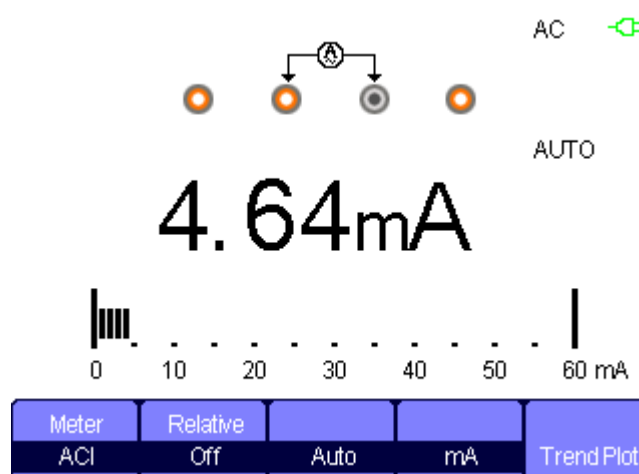 AC
A
AUTO
4.64mA
0 10 20 30 40 50 60 mA
Meter Relative
ACI Off Auto mA Trend Plot